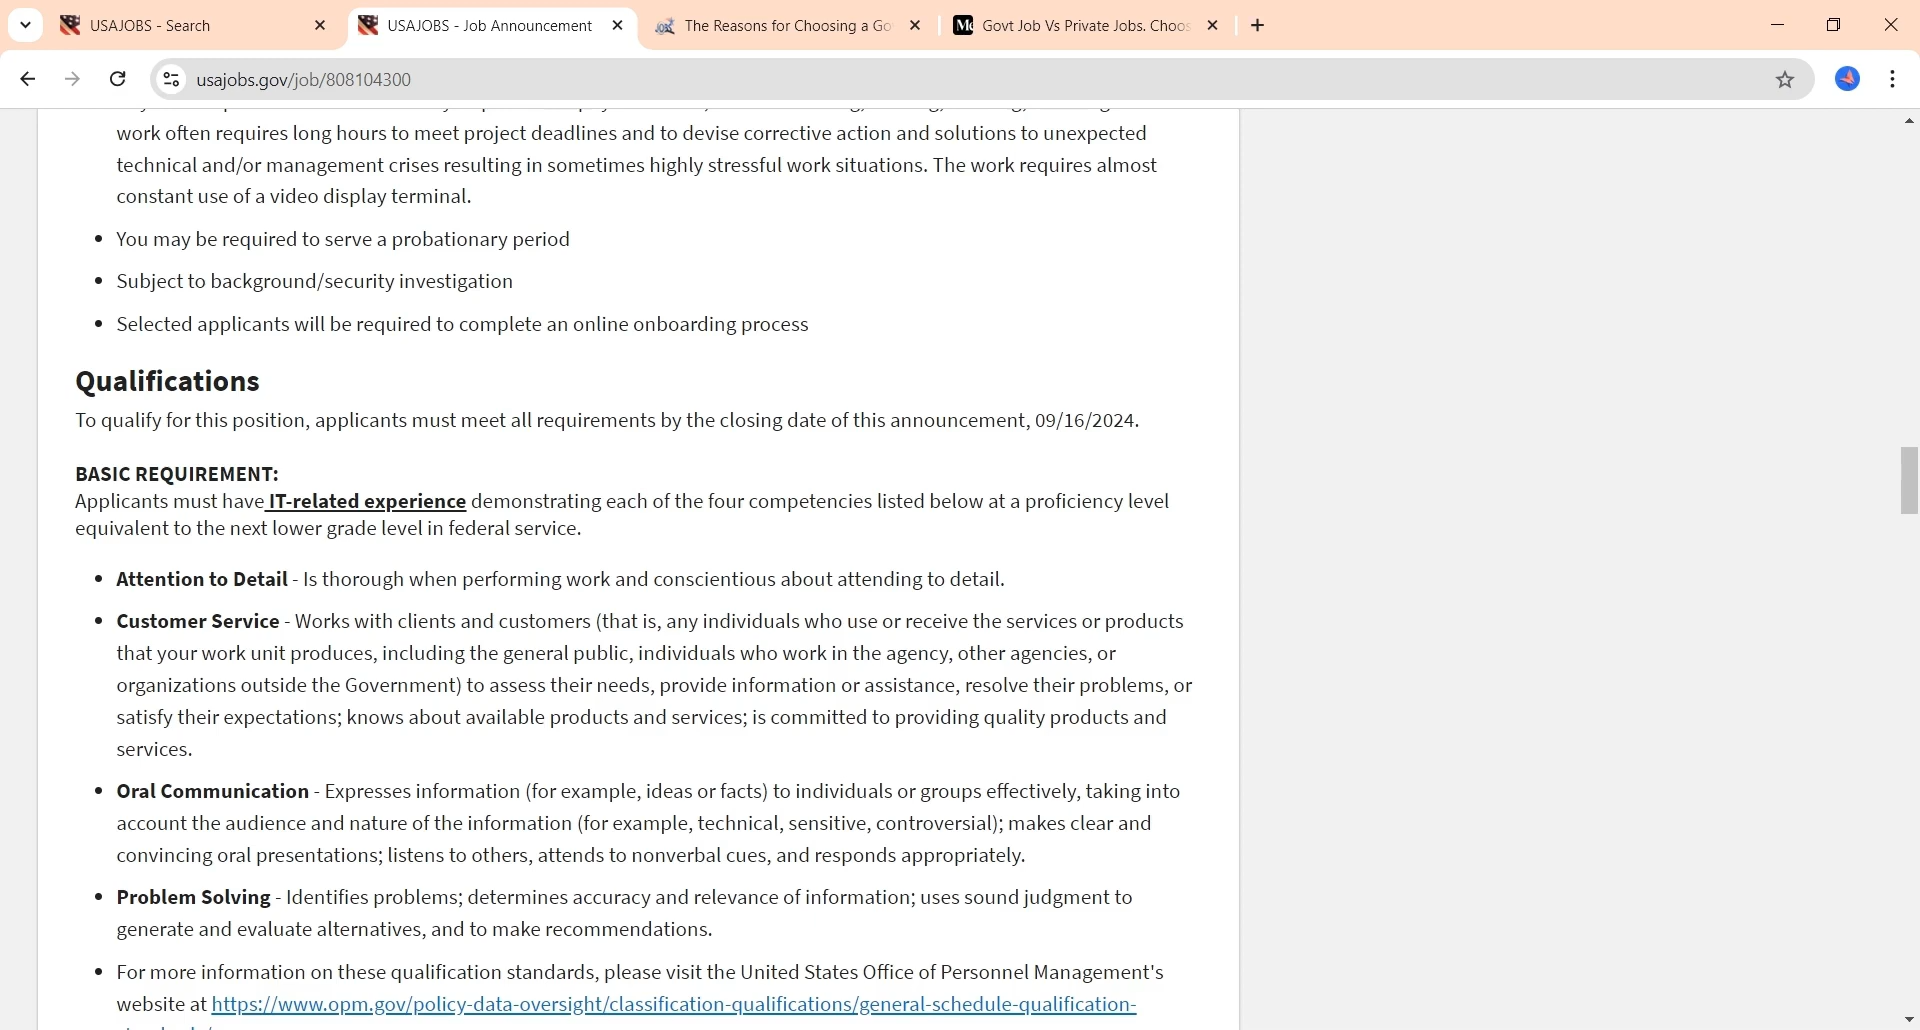 USAJOBS - Search
USAJOBS - Job Announcement
The Reasons for Choosing a Go
Govt Job Vs Private Jobs. Choos
usajobs.gov/job/808104300
work often requires long hours to meet project deadlines and to devise corrective action and solutions to unexpected
technical and/or management crises resulting in sometimes highly stressful work situations. The work requires almost
constant use of a video display terminal.
• You may be required to serve a probationary period
• Subject to background/security investigation
• Selected applicants will be required to complete an online onboarding process
Qualifications
To qualify for this position, applicants must meet all requirements by the closing date of this announcement, 09/16/2024.
BASIC REQUIREMENT:
Applicants must have IT-related experience demonstrating each of the four competencies listed below at a proficiency level
equivalent to the next lower grade level in federal service.
• Attention to Detail - Is thorough when performing work and conscientious about attending to detail.
• Customer Service - Works with clients and customers (that is, any individuals who use or receive the services or products
that your work unit produces, including the general public, individuals who work in the agency, other agencies, or
organizations outside the Government) to assess their needs, provide information or assistance, resolve their problems, or
satisfy their expectations; knows about available products and services; is committed to providing quality products and
services.
• Oral Communication - Expresses information (for example, ideas or facts) to individuals or groups effectively, taking into
account the audience and nature of the information (for example, technical, sensitive, controversial); makes clear and
convincing oral presentations; listens to others, attends to nonverbal cues, and responds appropriately.
• Problem Solving - Identifies problems; determines accuracy and relevance of information; uses sound judgment to
generate and evaluate alternatives, and to make recommendations.
• For more information on these qualification standards, please visit the United States Office of Personnel Management's
website at https://www.opm.gov/policy-data-oversight/classification-qualifications/general-schedule-qualification-